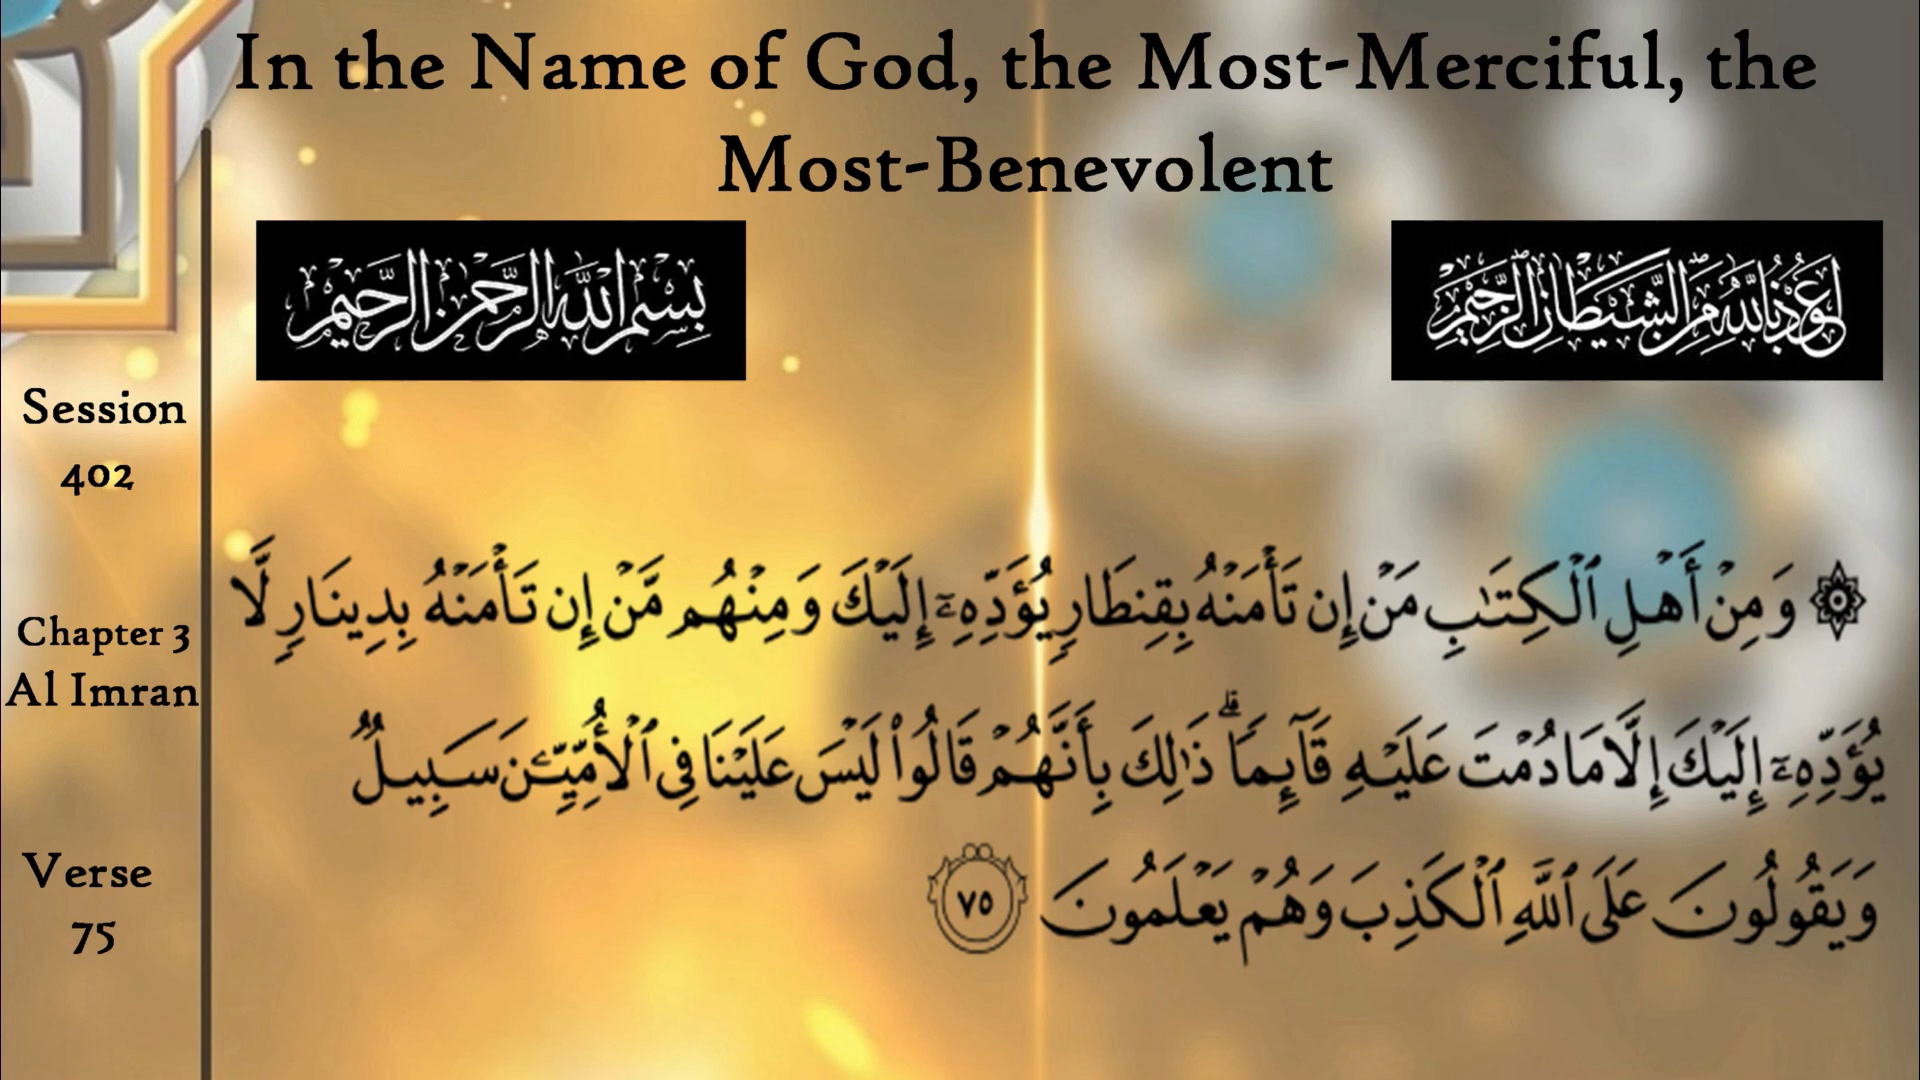 In the Name of God, the Most-Merciful, the
Most-Benevolent
بسم الله الرحمن الرحيم
اعوذ بالله من الشيطان الرجيم
Session
402
Chapter 3
Al Imran
Verse
75
۞ وَمِنْ أَهْلِ ٱلْكِتَٰبِ مَنْ إِن تَأْمَنْهُ بِقِنطَارٍ يُؤَدِّهِۦٓ إِلَيْكَ وَمِنْهُم مَّنْ إِن تَأْمَنْهُ بِدِينَارٍ لَّا
يُؤَدِّهِۦٓ إِلَيْكَ إِلَّا مَا دُمْتَ عَلَيْهِ قَآئِمًا ۗ ذَٰلِكَ بِأَنَّهُمْ قَالُوا۟ لَيْسَ عَلَيْنَا فِى ٱلْأُمِّيِّۦنَ سَبِيلٌ
وَيَقُولُونَ عَلَى ٱللَّهِ ٱلْكَذِبَ وَهُمْ يَعْلَمُونَ ٧٥